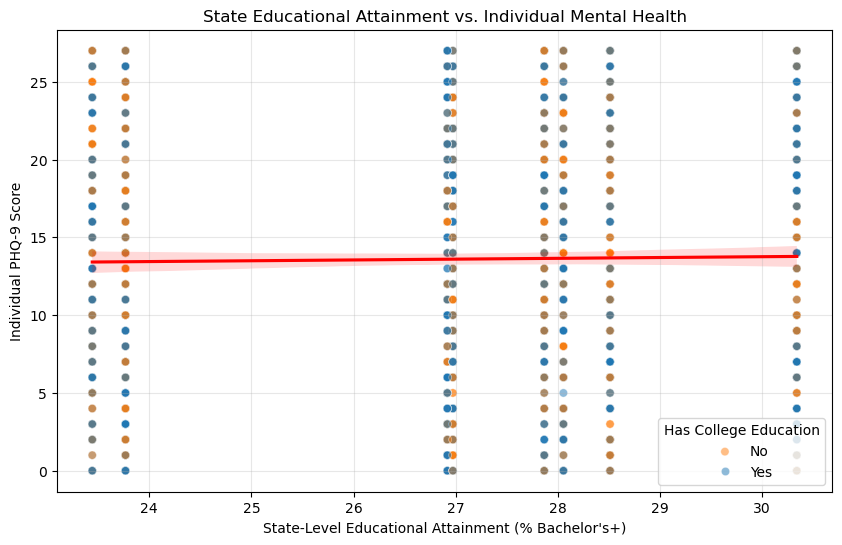 State Educational Attainment vs. Individual Mental Health
Individual PHQ-9 Score
25
20
15
10
5
0
24
25
26
27
28
29
30
State-Level Educational Attainment (% Bachelor's+)
Has College Education
No
Yes